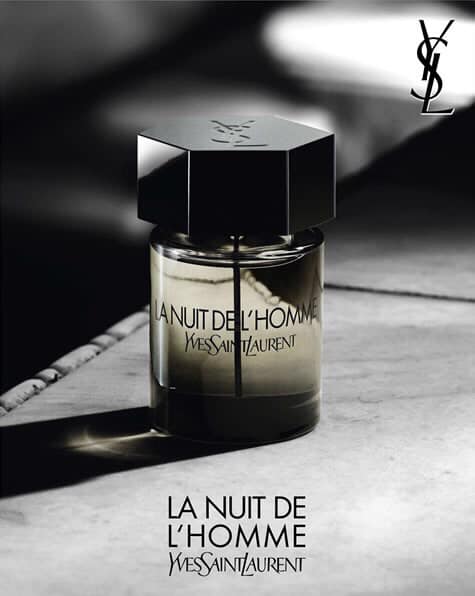 YSL
LA NUIT DE L'HOMME
YVESSAINTLAURENT
LA NUIT DE
L'HOMME
YVESSAINTLAURENT